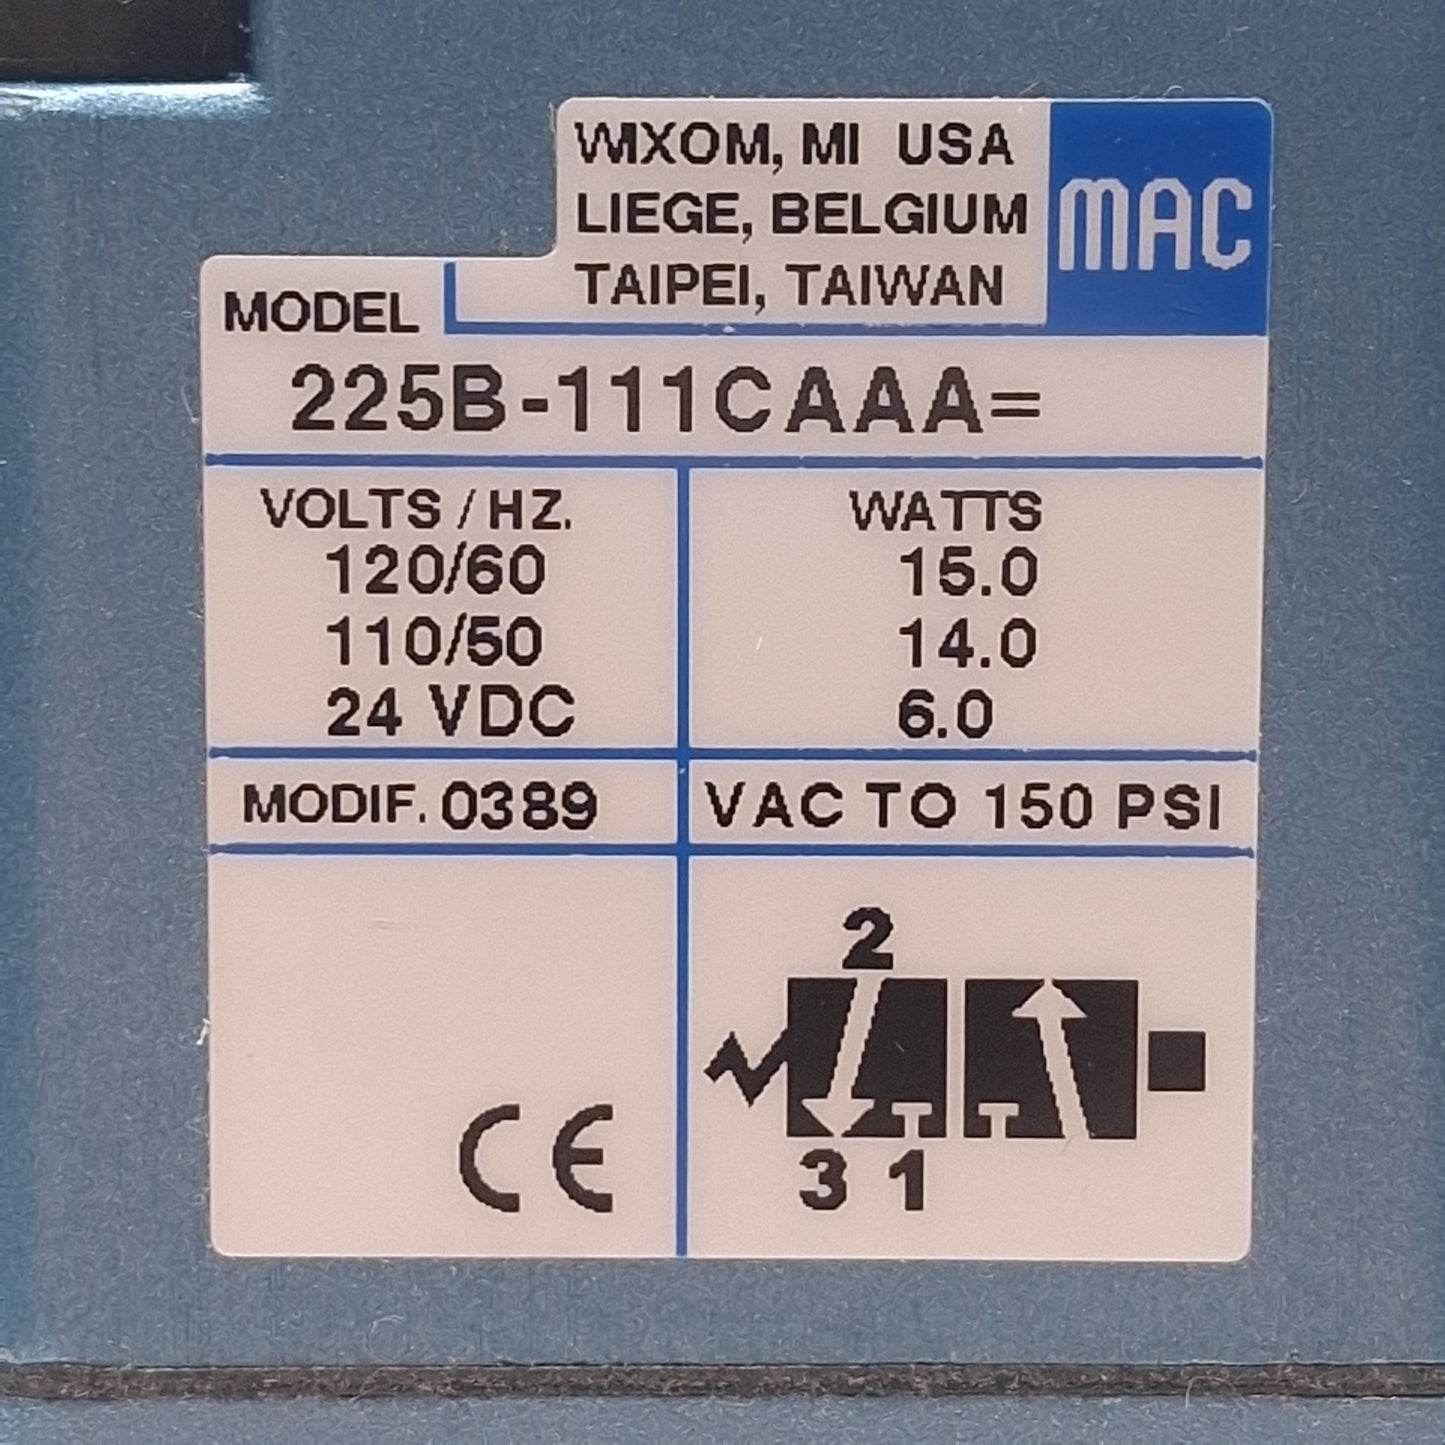 WIXOM, MI USA
LIEGE, BELGIUM
TAIPEI, TAIWAN
MAC
MODEL
225B-111CAAA=
VOLTS / HZ.
120/60
110/50
24 VDC
WATTS
15.0
14.0
6.0
MODIF. 0389
VAC TO 150 PSI
CE
2
3 1